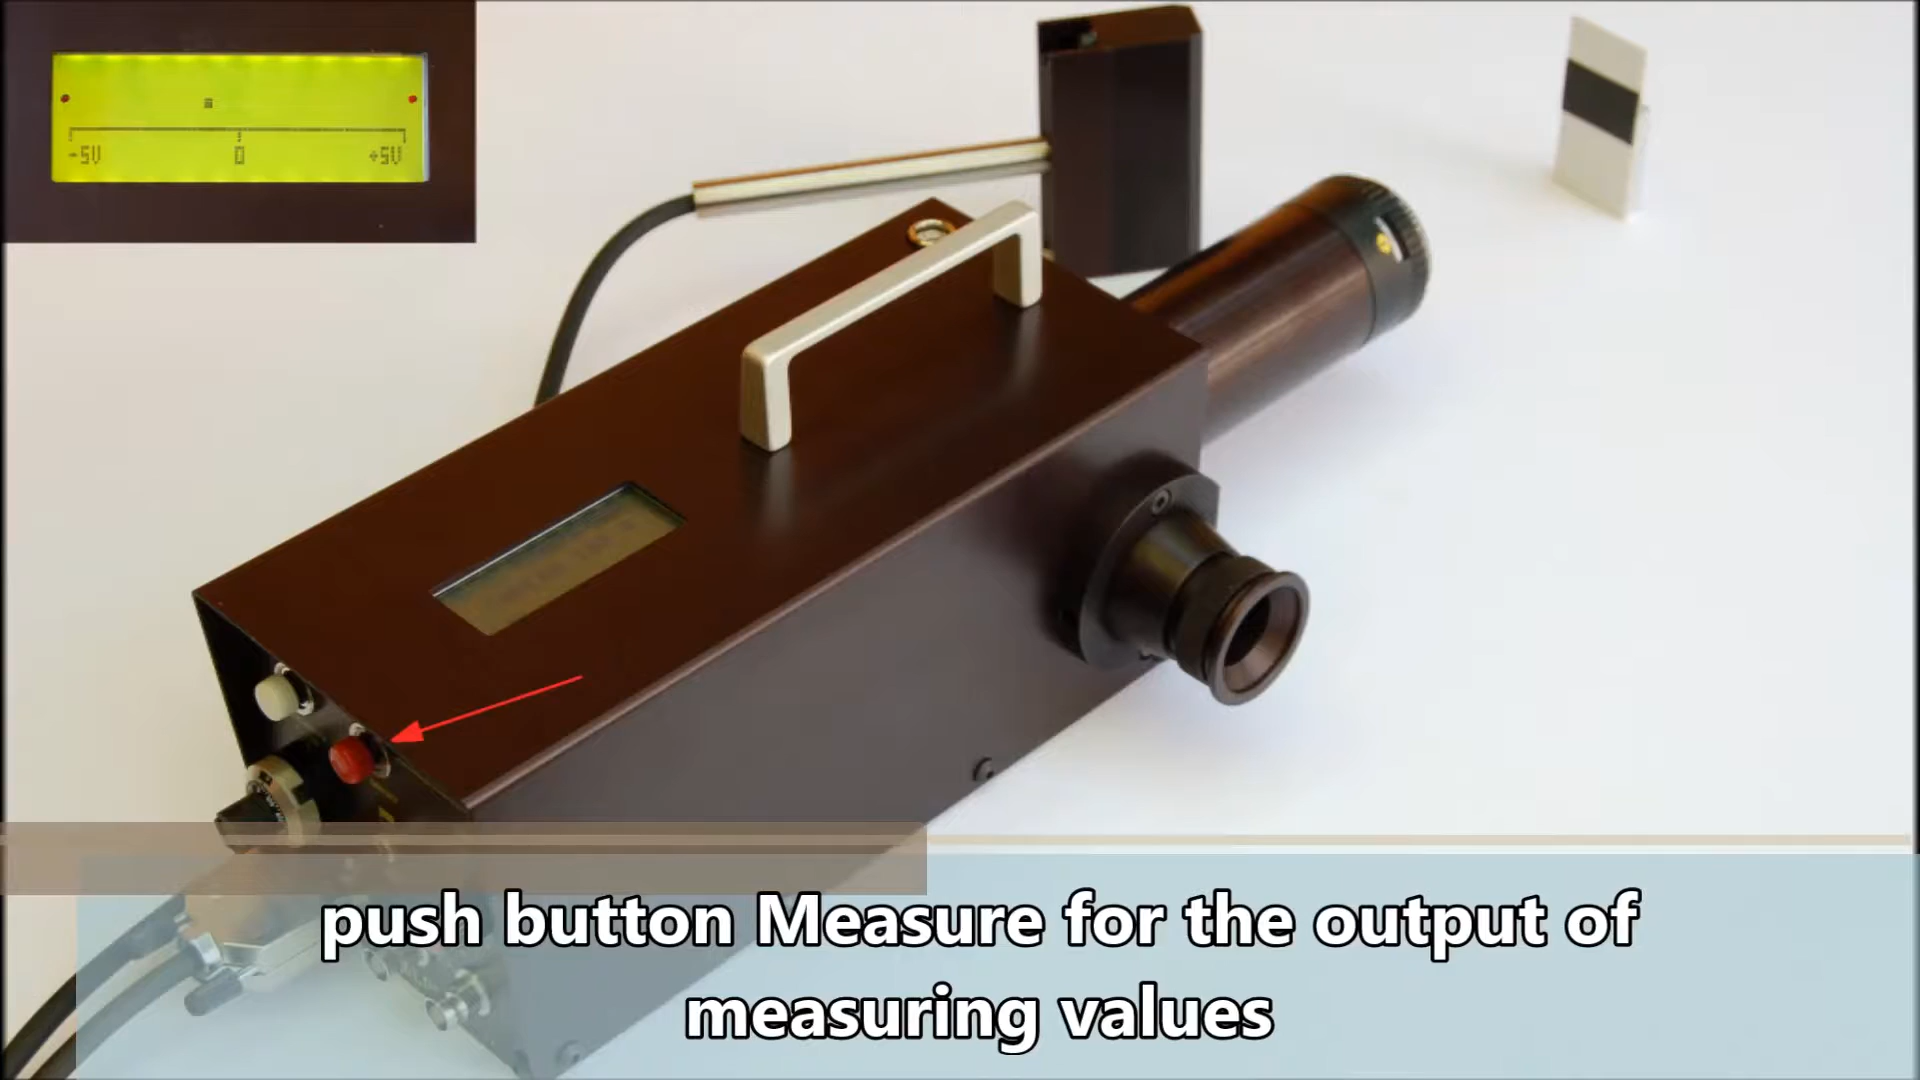 -5V 0 +5V
push button Measure for the output of
measuring values